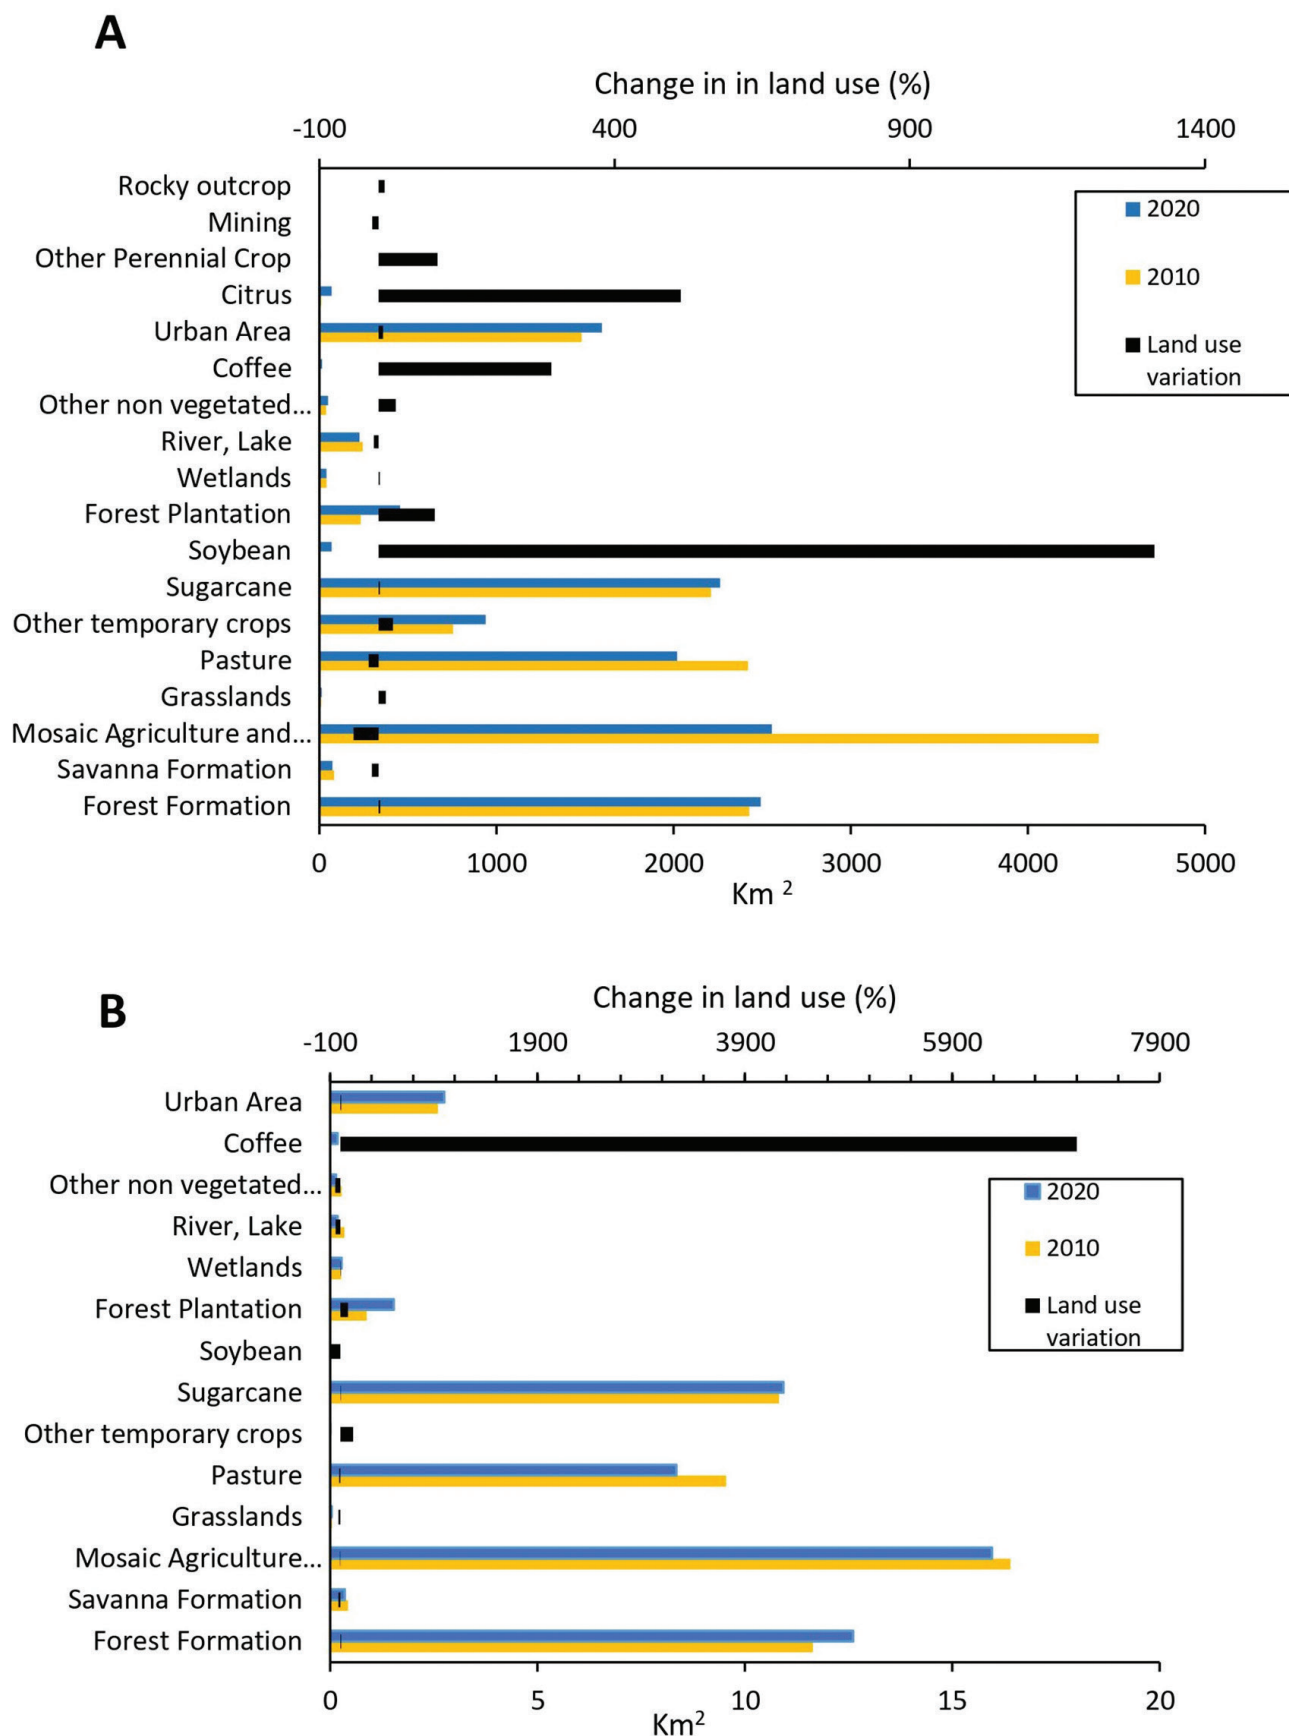 A
Change in in land use (%)
-100 400 900 1400
Rocky outcrop
Mining
Other Perennial Crop
Citrus
Urban Area
Coffee
Other non vegetated...
River, Lake
Wetlands
Forest Plantation
Soybean
Sugarcane
Other temporary crops
Pasture
Grasslands
Mosaic Agriculture and...
Savanna Formation
Forest Formation
2020
2010
Land use
variation
0 1000 2000 3000 4000 5000
Km 2
B
Change in land use (%)
-100 1900 3900 5900 7900
Urban Area
Coffee
Other non vegetated...
River, Lake
Wetlands
Forest Plantation
Soybean
Sugarcane
Other temporary crops
Pasture
Grasslands
Mosaic Agriculture...
Savanna Formation
Forest Formation
2020
2010
Land use
variation
0 5 10 15 20
Km2